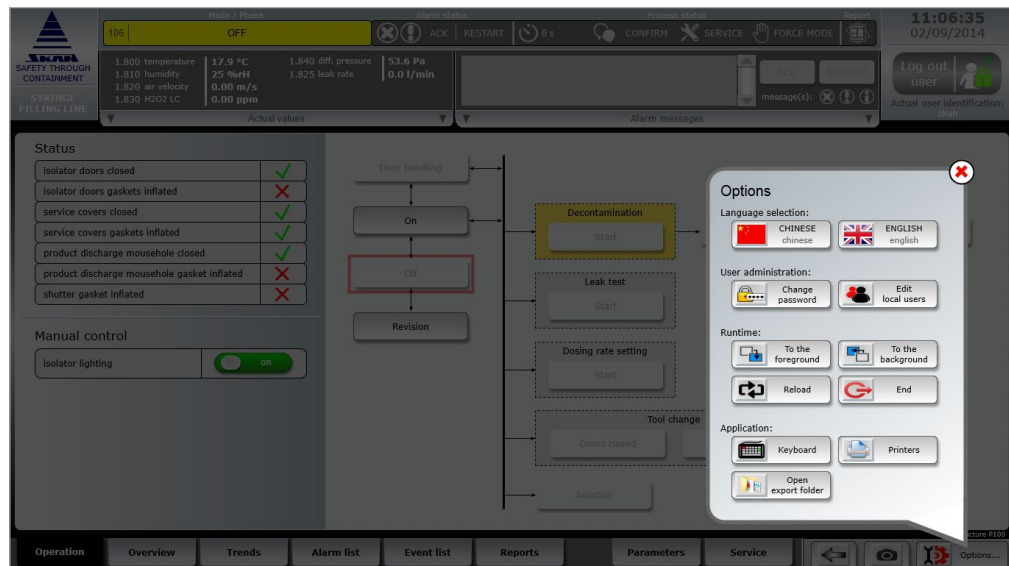 Mode / Phase
Alarm status
Process status
Report
11:06:35
02/09/2014
106
OFF
ACK
RESTART
0 s
CONFIRM
SERVICE
FORCE MODE
SKAN
SAFETY THROUGH
CONTAINMENT
SYRINGE
FILLING LINE
1.800 temperature
17.9 °C
1.840 diff. pressure
53.6 Pa
1.810 humidity
25 %rH
1.825 leak rate
0.0 l/min
1.820 air velocity
0.00 m/s
1.830 H2O2 LC
0.00 ppm
ACK
RESTART
message(s):
Log out
user
Actual user identification:
skan
Actual values
Alarm messages
Status
isolator doors closed
isolator doors gaskets inflated
service covers closed
service covers gaskets inflated
product discharge mousehole closed
product discharge mousehole gasket inflated
shutter gasket inflated
Manual control
isolator lighting
on
Door handling
On
Off
Revision
Decontamination
Start
Leak test
Start
Dosing rate setting
Start
Tool change
Doors closed
Aeration
Options
Language selection:
CHINESE
chinese
ENGLISH
english
User administration:
Change
password
Edit
local users
Runtime:
To the
foreground
To the
background
Reload
End
Application:
Keyboard
Printers
Open
export folder
Picture P100
Operation
Overview
Trends
Alarm list
Event list
Reports
Parameters
Service
Options...